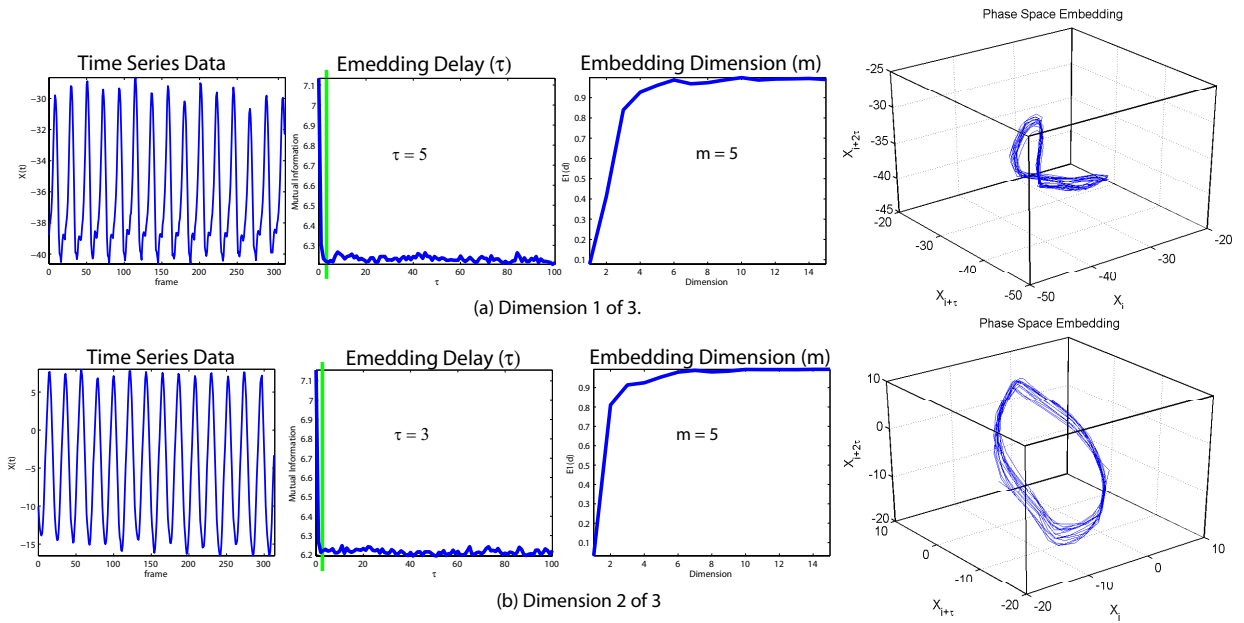 Time Series Data
X(t)
−30
−32
−34
−36
−38
−40
0 50 100 150 200 250 300
frame
Emedding Delay (τ)
Mutual Information
7.1
7
6.9
6.8
6.7
6.6
6.5
6.4
6.3
τ = 5
0 20 40 60 80 100
τ
Embedding Dimension (m)
E1(d)
0.9
0.8
0.7
0.6
0.5
0.4
0.3
0.2
0.1
m = 5
2 4 6 8 10 12 14
Dimension
Phase Space Embedding
X i+2τ
-25
-30
-35
-40
-45
-20
-30
-40
-50
X i+τ
-50
-40
-30
-20
X i
(a) Dimension 1 of 3.
Time Series Data
X(t)
5
0
−5
−10
−15
0 50 100 150 200 250 300
frame
Emedding Delay (τ)
Mutual Information
7.1
7
6.9
6.8
6.7
6.6
6.5
6.4
6.3
6.2
τ = 3
0 20 40 60 80 100
τ
Embedding Dimension (m)
E1(d)
0.9
0.8
0.7
0.6
0.5
0.4
0.3
0.2
0.1
m = 5
2 4 6 8 10 12 14
Dimension
Phase Space Embedding
X i+2τ
10
0
-10
-20
10
0
-10
-20
X i+τ
-20
-10
0
10
X i
(b) Dimension 2 of 3